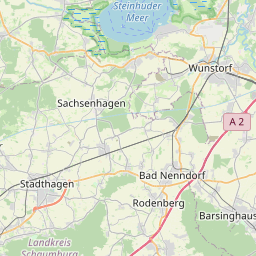 Steinhuder
Meer
Wunstorf
Sachsenhagen
A 2
Bad Nenndorf
Stadthagen
Rodenberg
Barsinghaus
Landkreis
Schaumburg